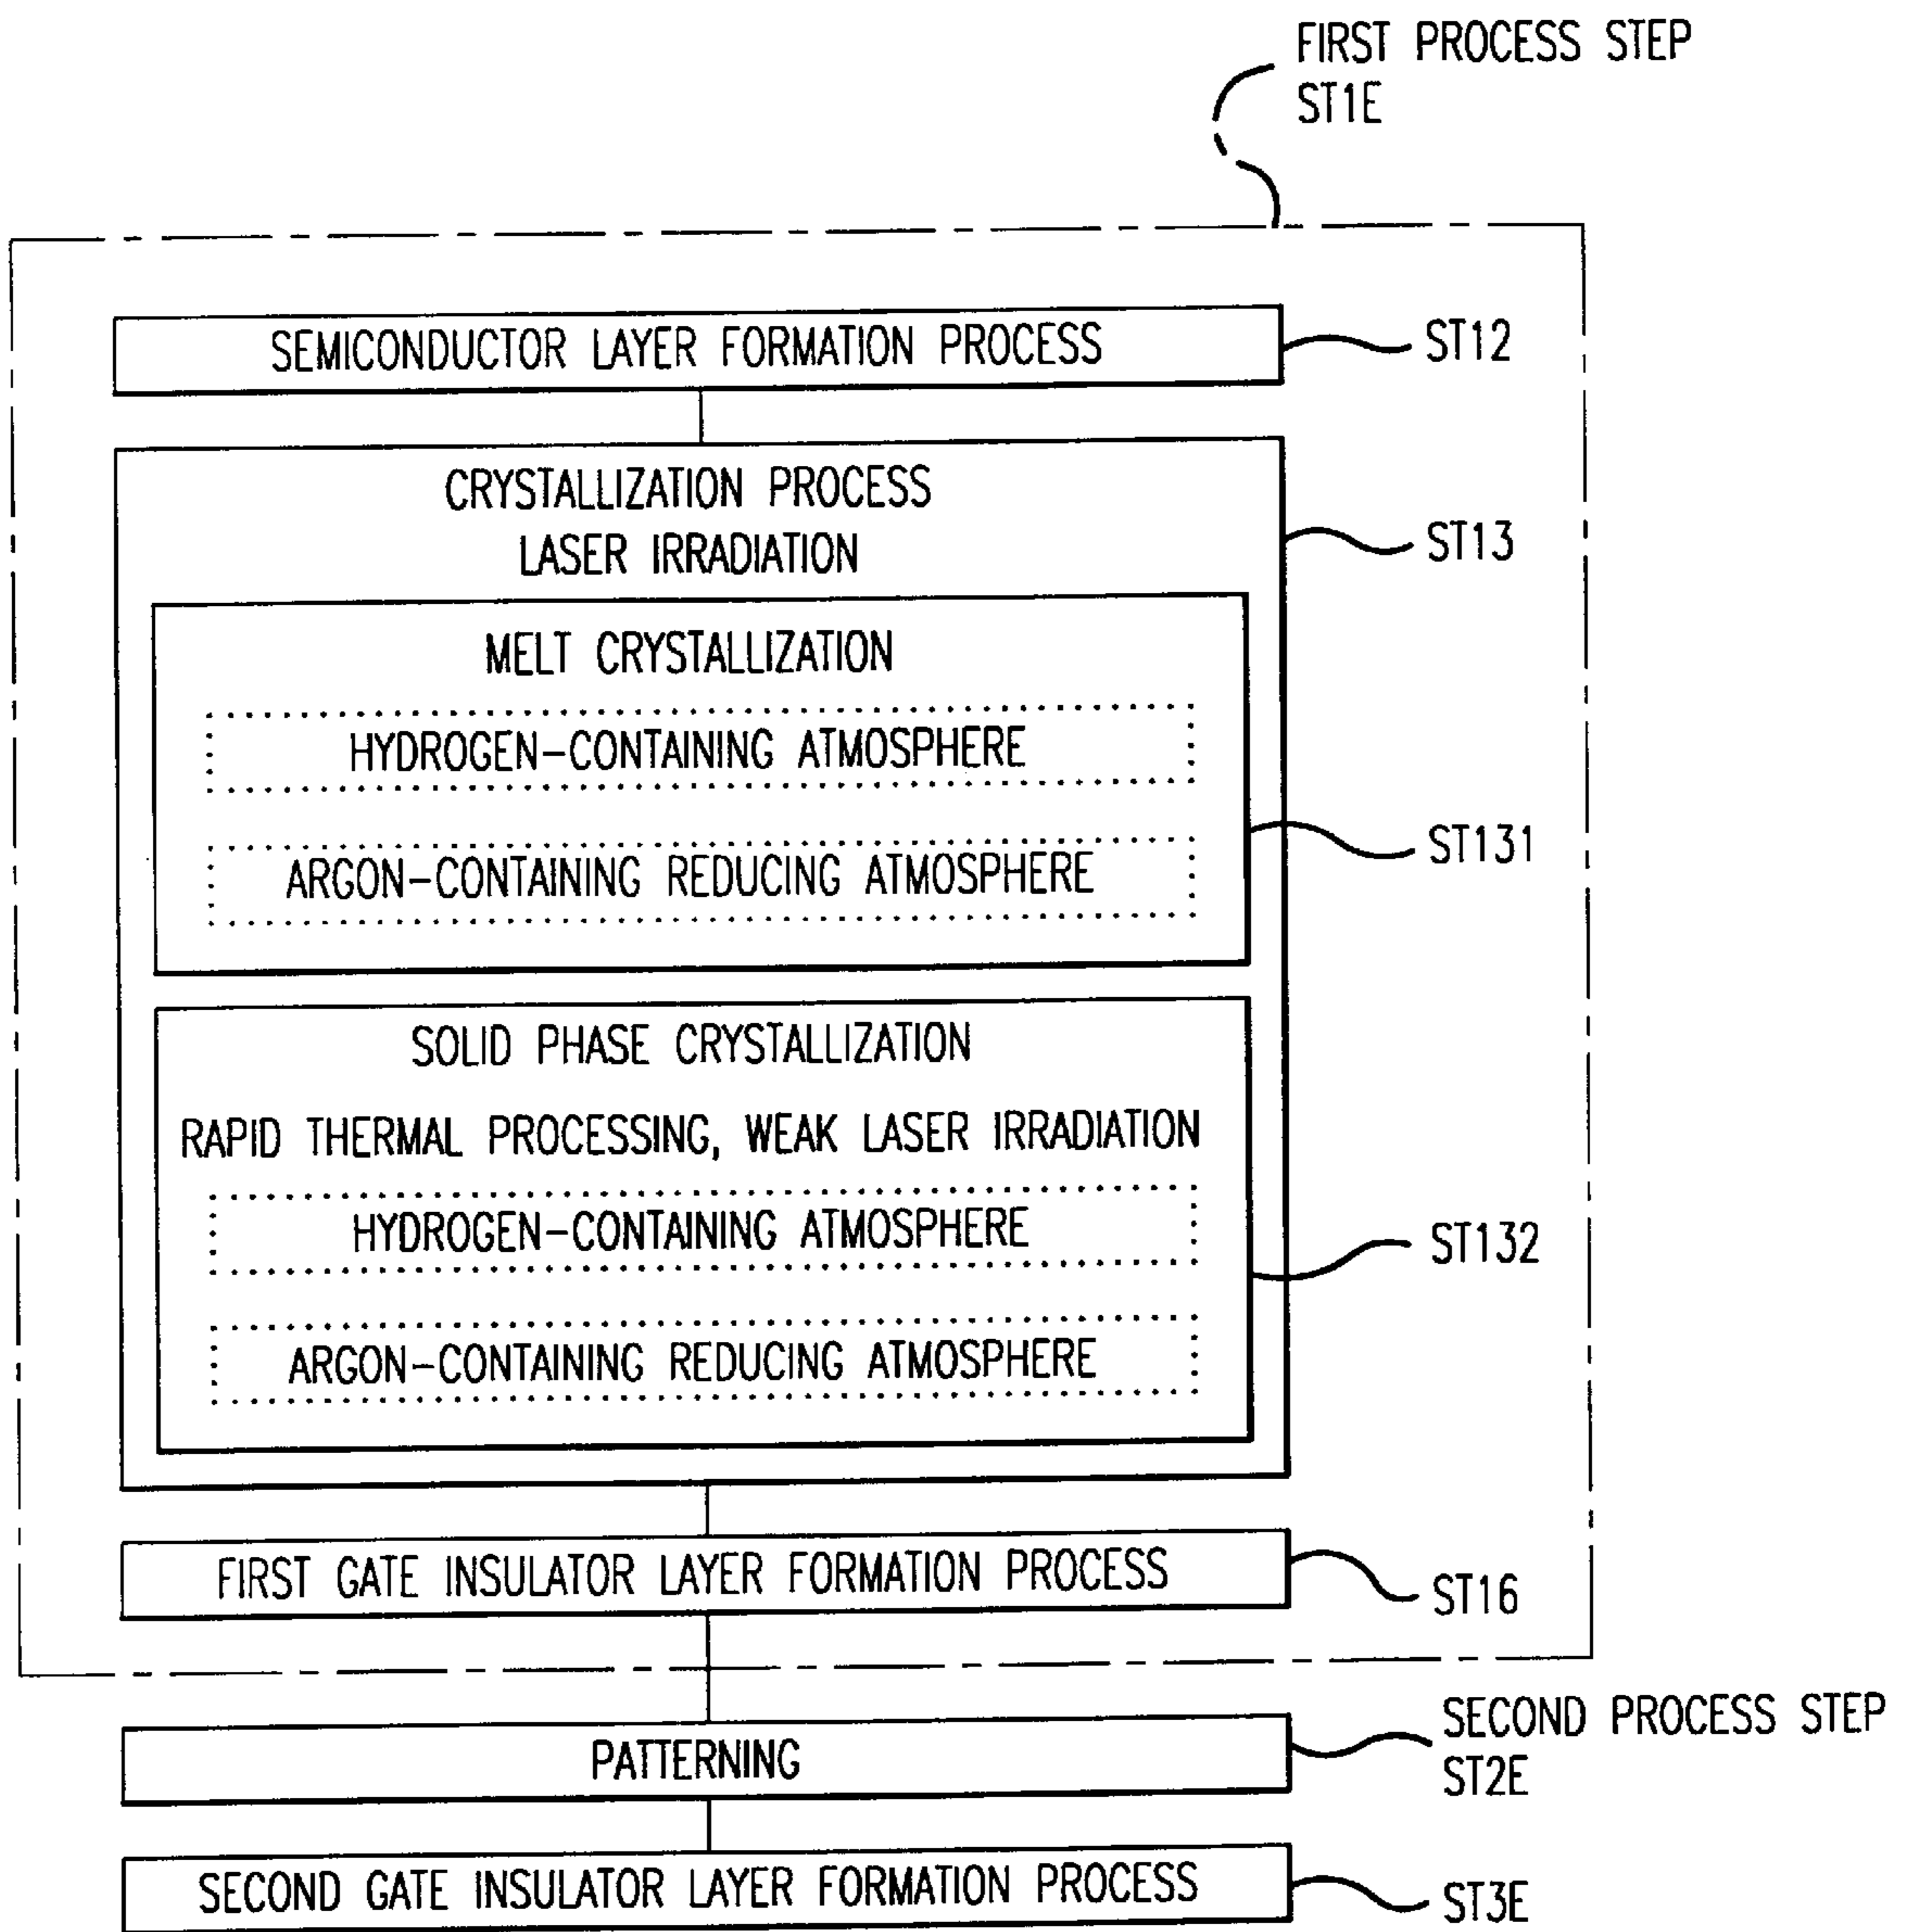 FIRST PROCESS STEP
ST1E
SEMICONDUCTOR LAYER FORMATION PROCESS
ST12
CRYSTALLIZATION PROCESS
LASER IRRADIATION
ST13
MELT CRYSTALLIZATION
HYDROGEN-CONTAINING ATMOSPHERE
ARGON-CONTAINING REDUCING ATMOSPHERE
ST131
SOLID PHASE CRYSTALLIZATION
RAPID THERMAL PROCESSING, WEAK LASER IRRADIATION
HYDROGEN-CONTAINING ATMOSPHERE
ST132
ARGON-CONTAINING REDUCING ATMOSPHERE
FIRST GATE INSULATOR LAYER FORMATION PROCESS
ST16
PATTERNING
SECOND PROCESS STEP
ST2E
SECOND GATE INSULATOR LAYER FORMATION PROCESS
ST3E